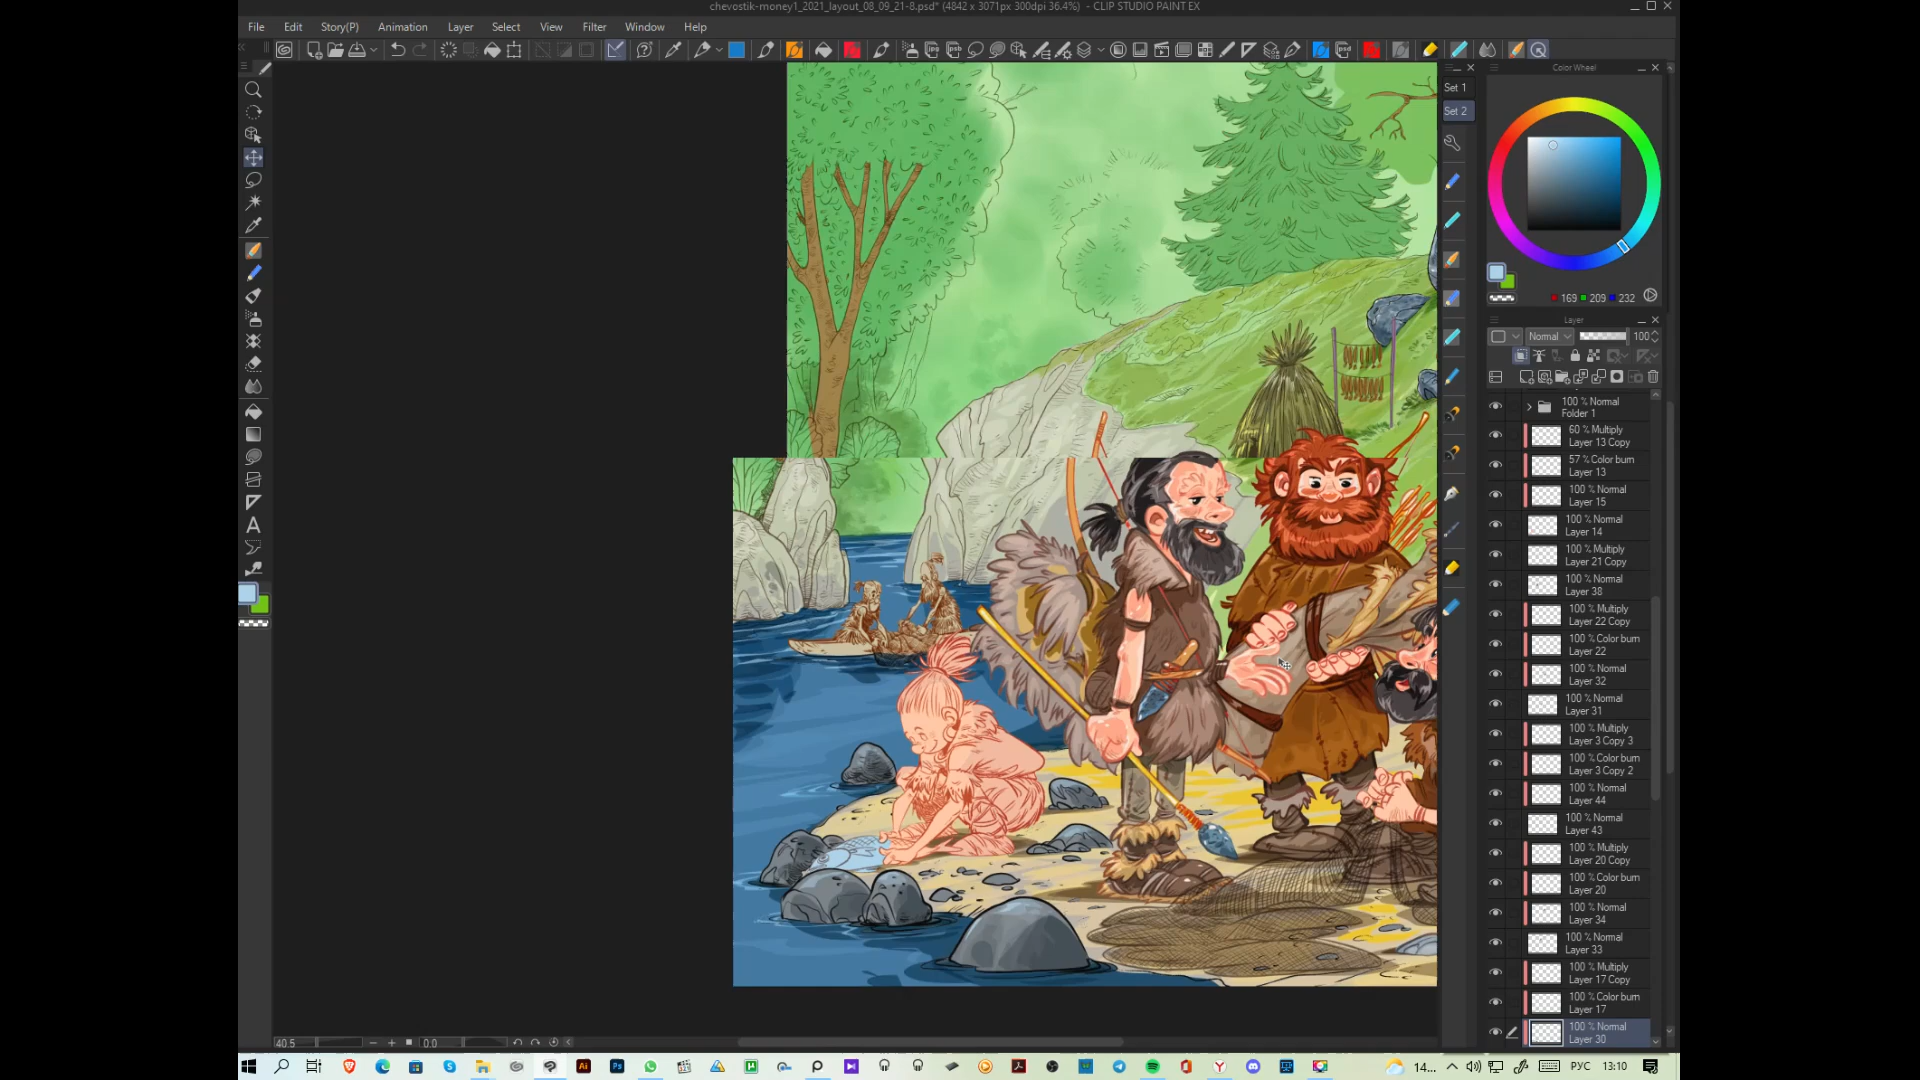 chevostik-money1_2021_layout_08_09_21-8.psd* (4842 x 3071px 300dpi 36.4%) - CLIP STUDIO PAINT EX
File Edit Story(P) Animation Layer Select View Filter Window Help
Color Wheel
Set 1
Set 2
169 209 232
Layer
Normal 100
100 % Normal
Folder 1
60 % Multiply
Layer 13 Copy
57 % Color burn
Layer 13
100 % Normal
Layer 15
100 % Normal
Layer 14
100 % Multiply
Layer 21 Copy
100 % Normal
Layer 38
100 % Multiply
Layer 22 Copy
100 % Color burn
Layer 22
100 % Normal
Layer 32
100 % Normal
Layer 31
100 % Multiply
Layer 3 Copy 3
100 % Color burn
Layer 3 Copy 2
100 % Normal
Layer 44
100 % Normal
Layer 43
100 % Multiply
Layer 20 Copy
100 % Color burn
Layer 20
100 % Normal
Layer 34
100 % Normal
Layer 33
100 % Multiply
Layer 17 Copy
100 % Color burn
Layer 17
100 % Normal
Layer 30
40.5 0.0
14... РУС 13:10